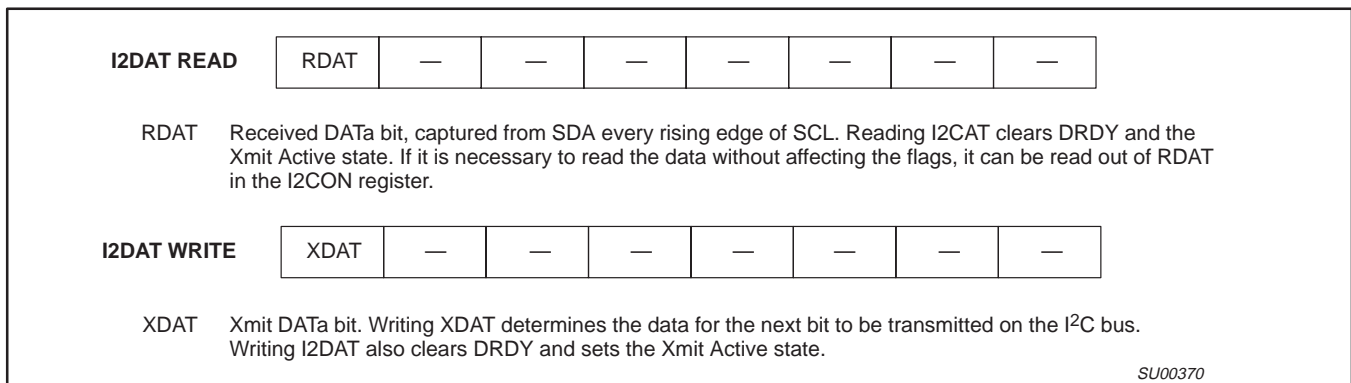 I2DAT READ RDAT — — — — — — —
RDAT Received DATa bit, captured from SDA every rising edge of SCL. Reading I2CAT clears DRDY and the
Xmit Active state. If it is necessary to read the data without affecting the flags, it can be read out of RDAT
in the I2CON register.
I2DAT WRITE XDAT — — — — — — —
XDAT Xmit DATa bit. Writing XDAT determines the data for the next bit to be transmitted on the I²C bus.
Writing I2DAT also clears DRDY and sets the Xmit Active state.
SU00370